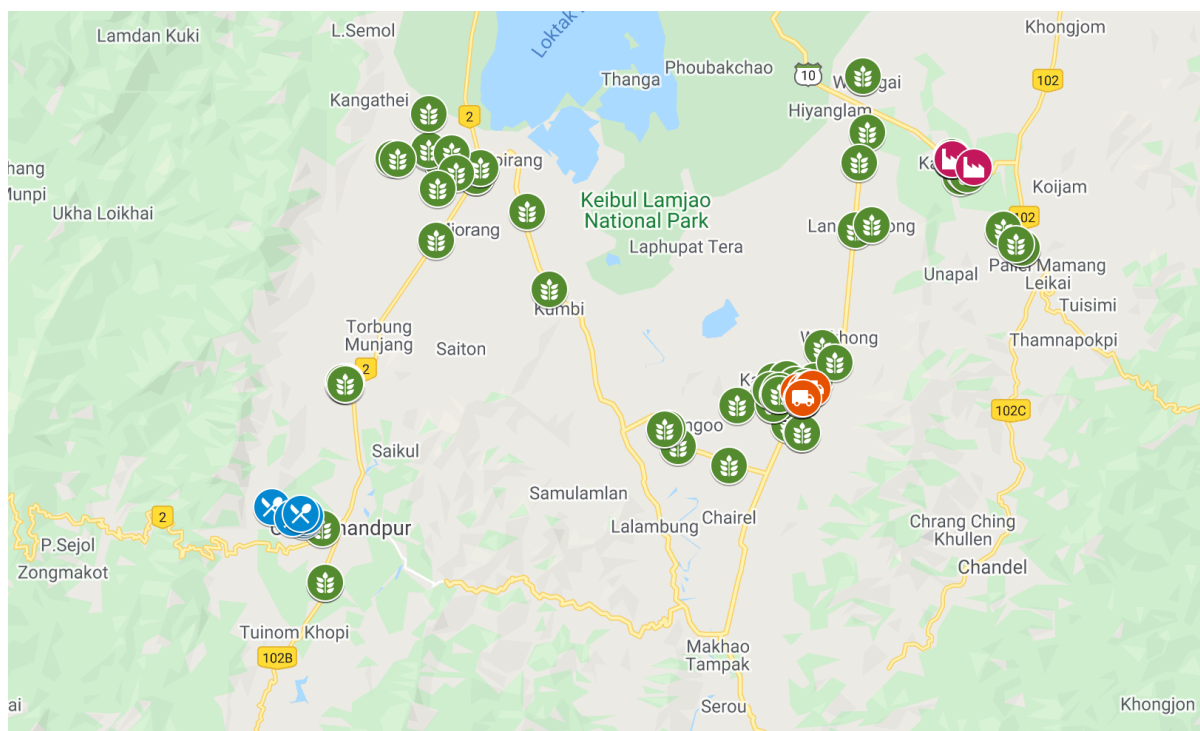 Lamdan Kuki
L.Semol
Loktak
Khongjom
Phoubakchao
10
Thanga
102
Kangathei
Hiyanglam
2
Koijam
Ukha Loikhai
Keibul Lamjao
National Park
102
Laphupat Tera
Unapal
Mamang
Leikai
Tuisimi
Kumbi
Torbung
Munjang
Saiton
Thamnapokpi
2
102C
Saikul
Samulamlan
2
Lalambung
Chairel
Chrang Ching
Khullen
P.Sejol
Zongmakot
Chandel
Tuinom Khopi
102B
Makhao
Tampak
Serou
Khongjon